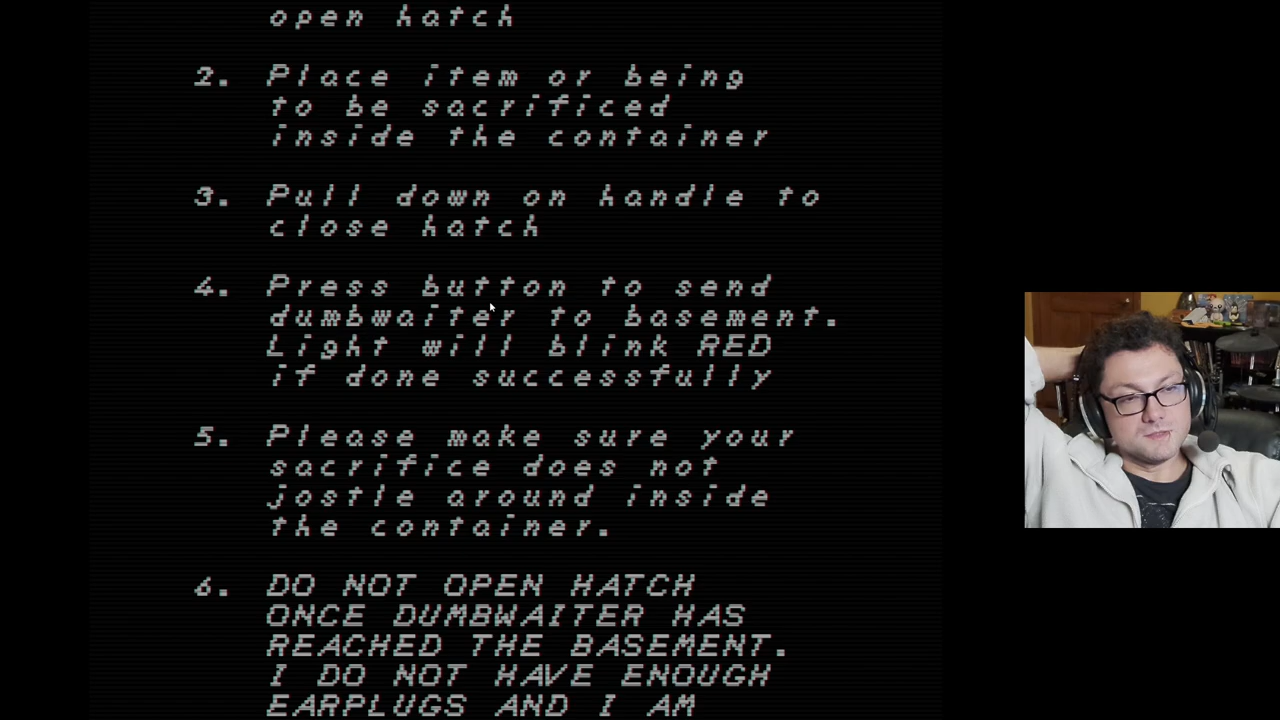 open hatch
2. Place item or being
to be sacrificed
inside the container
3. Pull down on handle to
close hatch
4. Press button to send
dumbwaiter to basement.
Light will blink RED
if done successfully
5. Please make sure your
sacrifice does not
jostle around inside
the container.
6. DO NOT OPEN HATCH
ONCE DUMBWAITER HAS
REACHED THE BASEMENT.
I DO NOT HAVE ENOUGH
EARPLUGS AND I AM